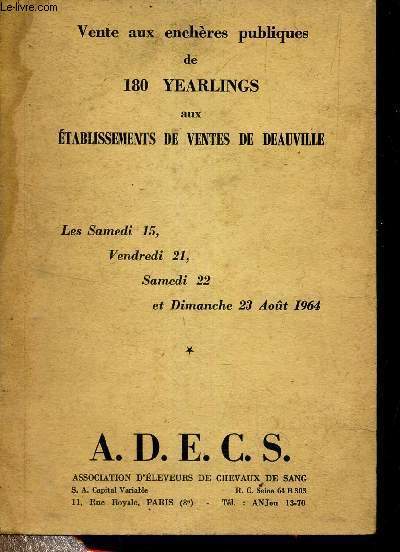 Le-livre.com
Vente aux enchères publiques
de
180 YEARLINGS
aux
ÉTABLISSEMENTS DE VENTES DE DEAUVILLE
Les Samedi 15,
Vendredi 21,
Samedi 22
et Dimanche 23 Août 1964
*
A. D. E. C. S.
ASSOCIATION D'ÉLEVEURS DE CHEVAUX DE SANG
S. A. Capital Variable R. C. Seine 64 B 303
11, Rue Royale, PARIS (8e) - Tél. : ANJou 13-70